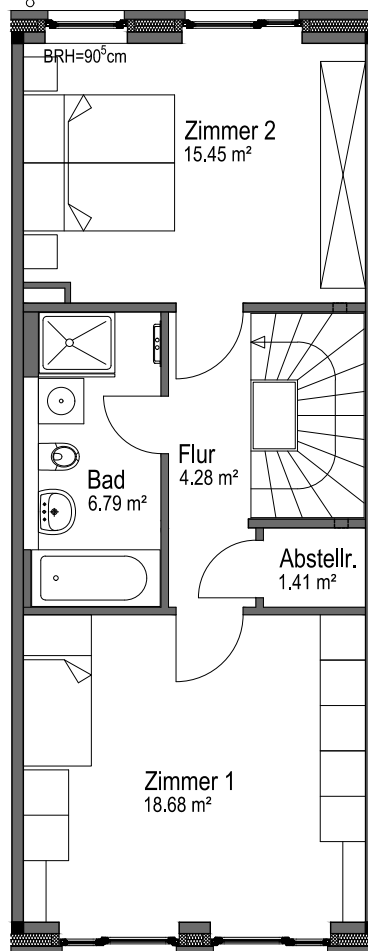 BRH=90⁵cm
Zimmer 2
15.45 m²
Flur
4.28 m²
Bad
6.79 m²
Abstellr.
1.41 m²
Zimmer 1
18.68 m²